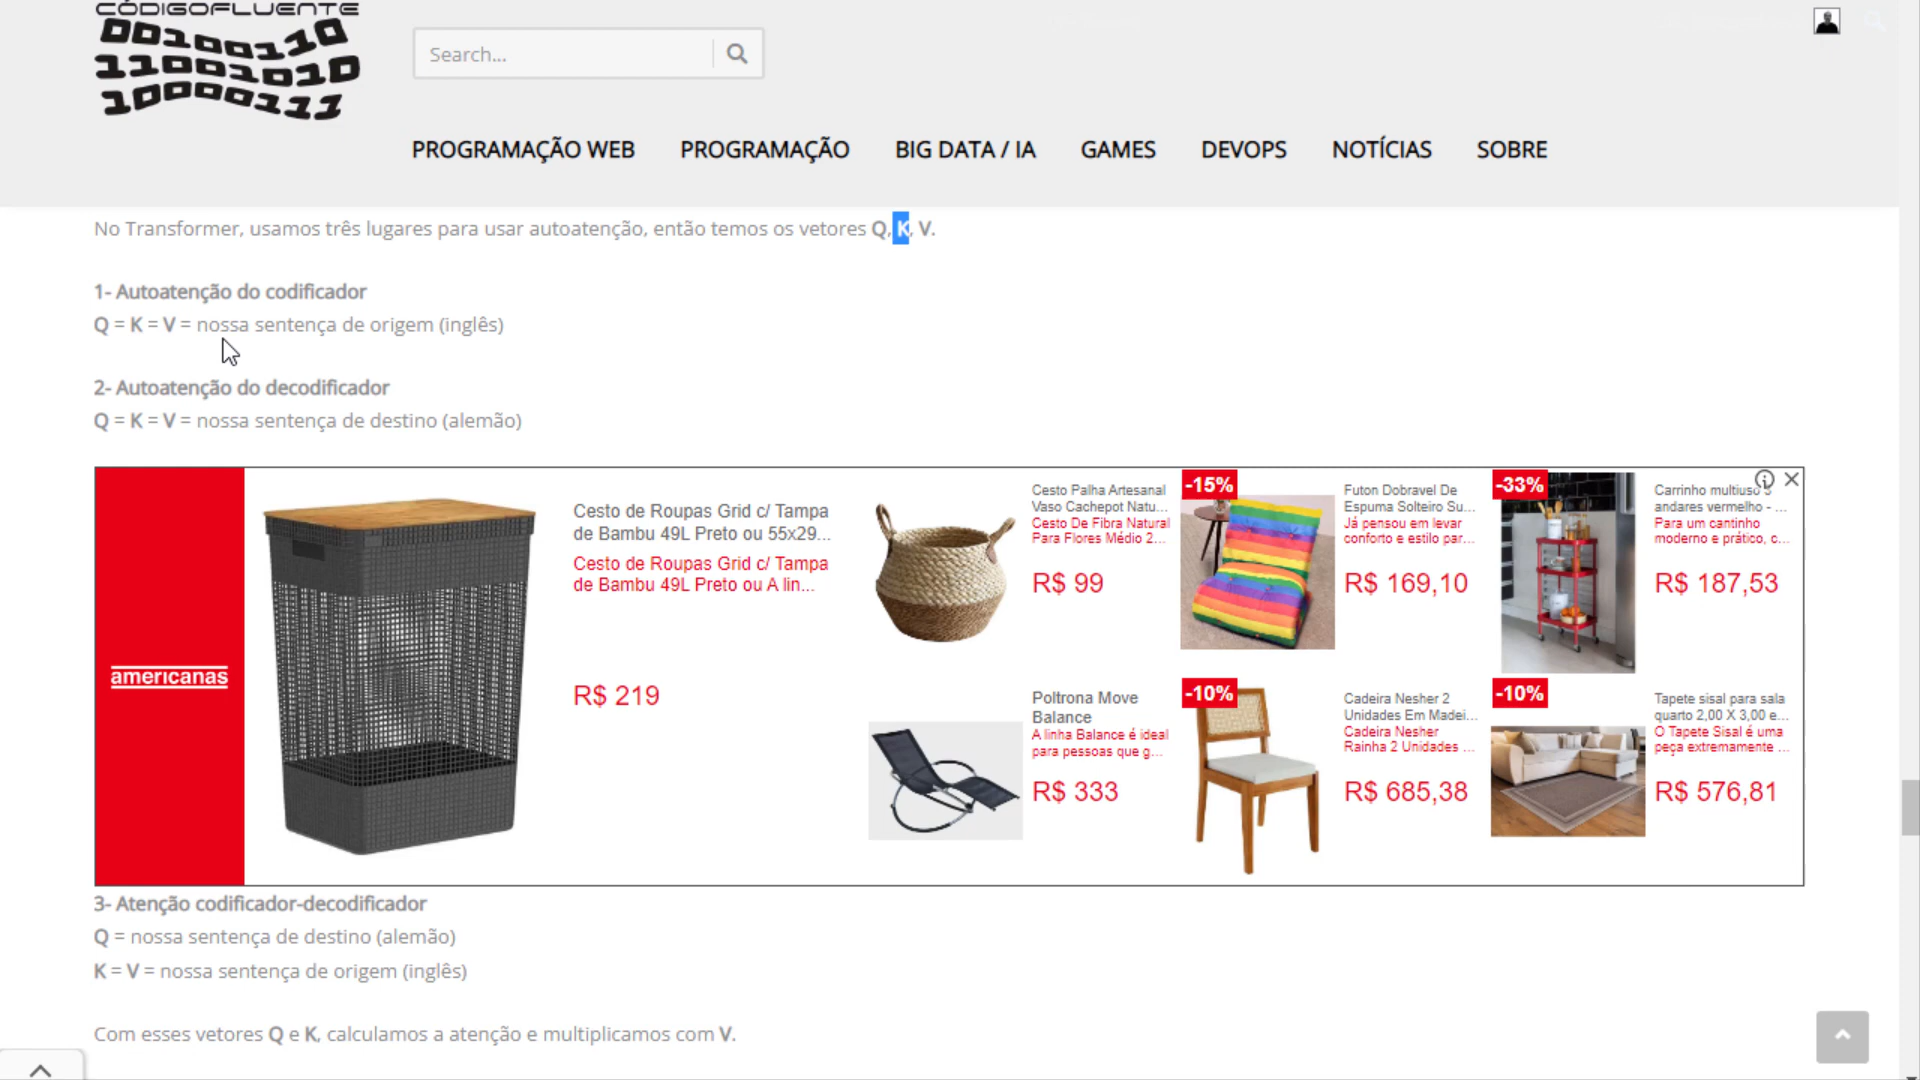 CÓDIGOFLUENTE
00100110
11001010
10000111
Search...
PROGRAMAÇÃO WEB PROGRAMAÇÃO BIG DATA / IA GAMES DEVOPS NOTÍCIAS SOBRE
No Transformer, usamos três lugares para usar autoatenção, então temos os vetores Q, K, V.
1- Autoatenção do codificador
Q = K = V = nossa sentença de origem (inglês)
2- Autoatenção do decodificador
Q = K = V = nossa sentença de destino (alemão)
americanas
Cesto de Roupas Grid c/ Tampa
de Bambu 49L Preto ou 55x29...
Cesto de Roupas Grid c/ Tampa
de Bambu 49L Preto ou A lin...
R$ 219
Cesto Palha Artesanal
Vaso Cachepot Natu...
Cesto De Fibra Natural
Para Flores Médio 2...
R$ 99
-15%
Futon Dobravel De
Espuma Solteiro Su...
Já pensou em levar
conforto e estilo par...
R$ 169,10
-33%
Carrinho multiuso 3
andares vermelho - ...
Para um cantinho
moderno e prático, c...
R$ 187,53
Poltrona Move
Balance
A linha Balance é ideal
para pessoas que g...
R$ 333
-10%
Cadeira Nesher 2
Unidades Em Madei...
Cadeira Nesher
Rainha 2 Unidades ...
R$ 685,38
-10%
Tapete sisal para sala
quarto 2,00 X 3,00 e...
O Tapete Sisal é uma
peça extremamente ...
R$ 576,81
3- Atenção codificador-decodificador
Q = nossa sentença de destino (alemão)
K = V = nossa sentença de origem (inglês)
Com esses vetores Q e K, calculamos a atenção e multiplicamos com V.